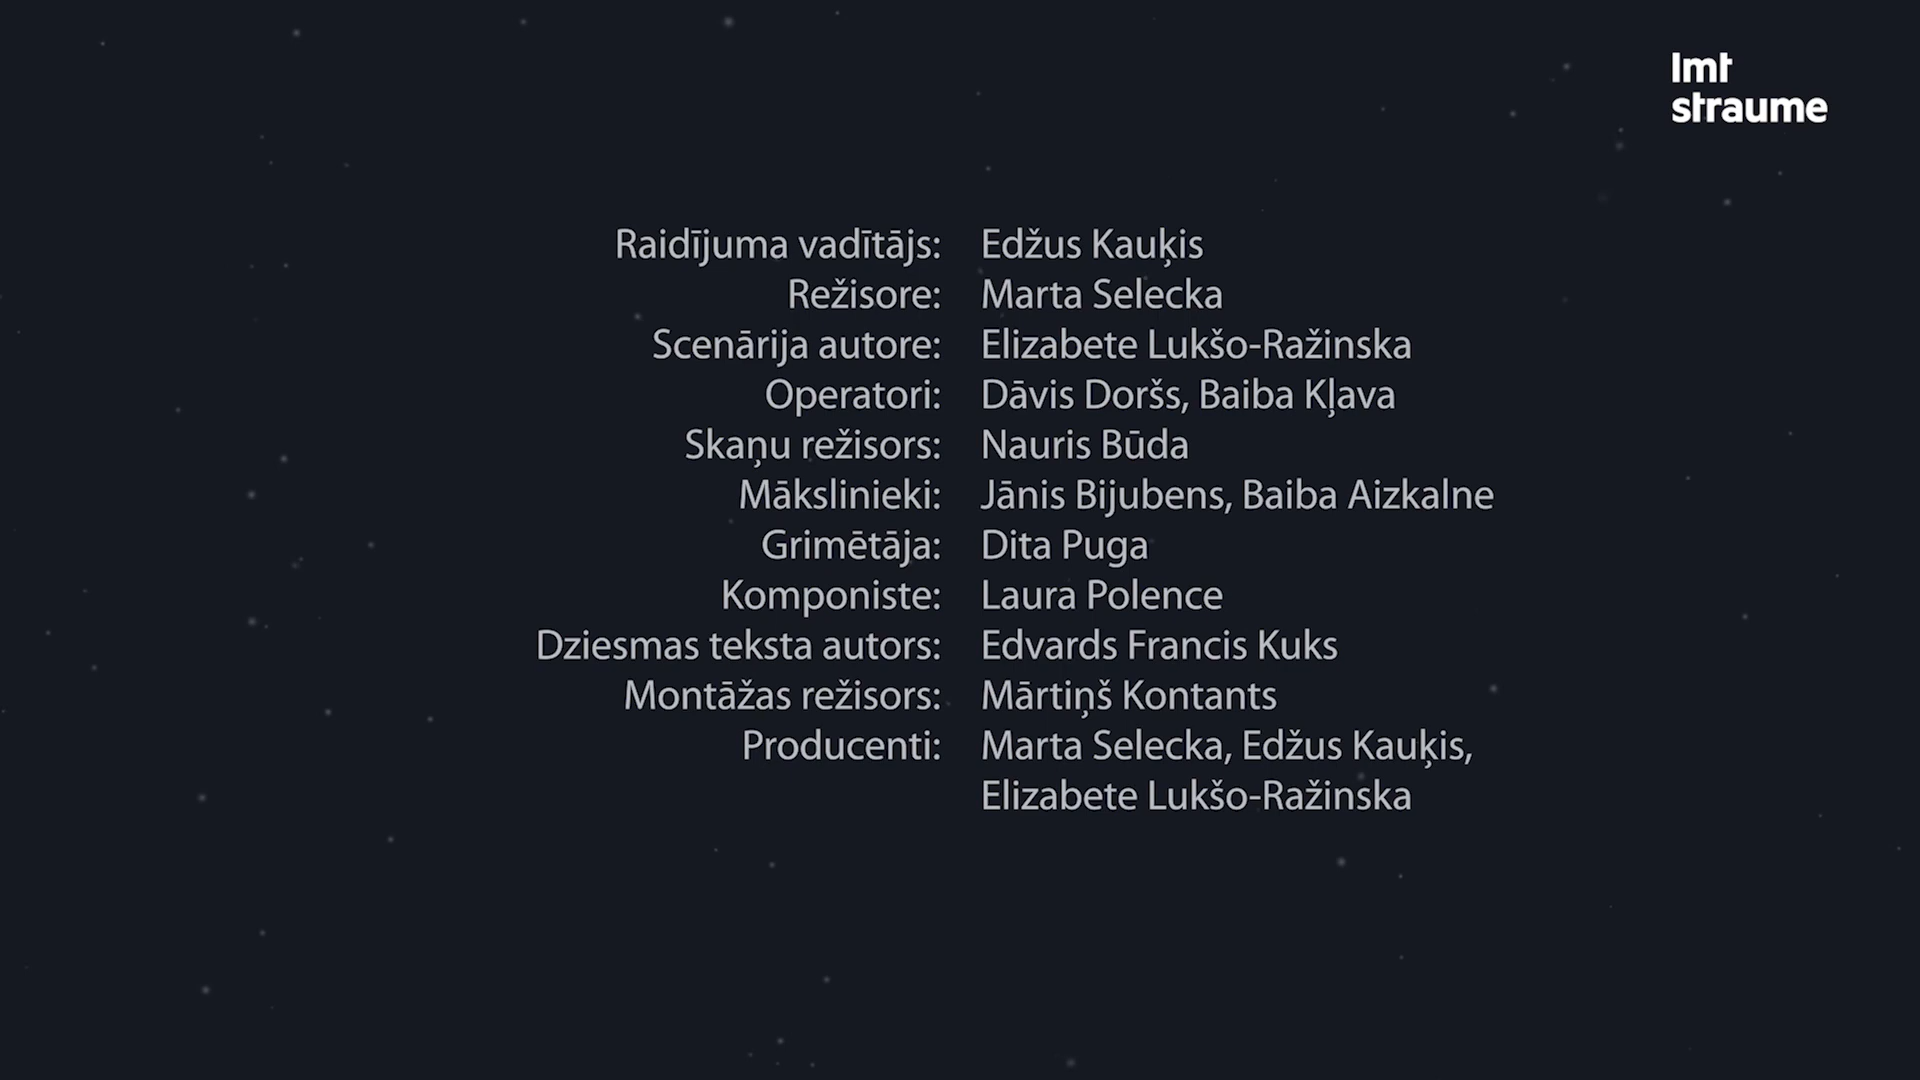 lmt
straume
Raidījuma vadītājs: Edžus Kauķis
Režisore: Marta Selecka
Scenārija autore: Elizabete Lukšo-Ražinska
Operatori: Dāvis Doršs, Baiba Kļava
Skaņu režisors: Nauris Būda
Mākslinieki: Jānis Bijubens, Baiba Aizkalne
Grimētāja: Dita Puga
Komponiste: Laura Polence
Dziesmas teksta autors: Edvards Francis Kuks
Montāžas režisors: Mārtiņš Kontants
Producenti: Marta Selecka, Edžus Kauķis,
Elizabete Lukšo-Ražinska